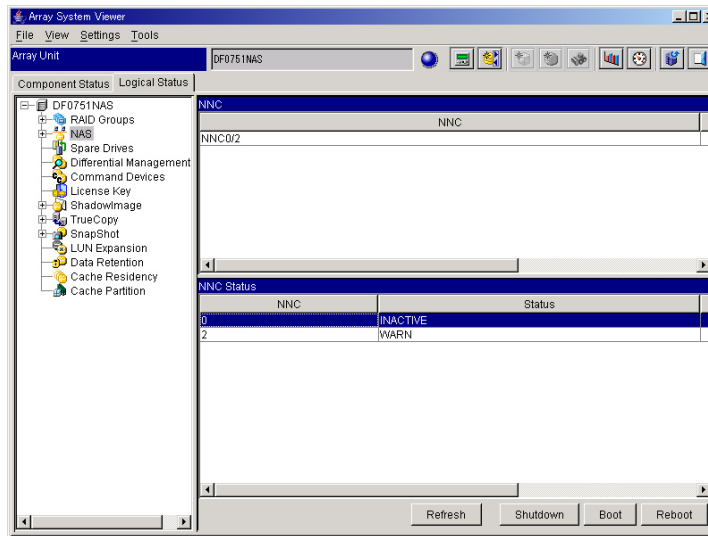 Array System Viewer
File View Settings Tools
Array Unit
DF0751NAS
Component Status Logical Status
DF0751NAS
RAID Groups
NAS
Spare Drives
Differential Management
Command Devices
License Key
ShadowImage
TrueCopy
SnapShot
LUN Expansion
Data Retention
Cache Residency
Cache Partition
NNC
NNC
NNC0/2
NNC Status
NNC Status
0 INACTIVE
2 WARN
Refresh Shutdown Boot Reboot